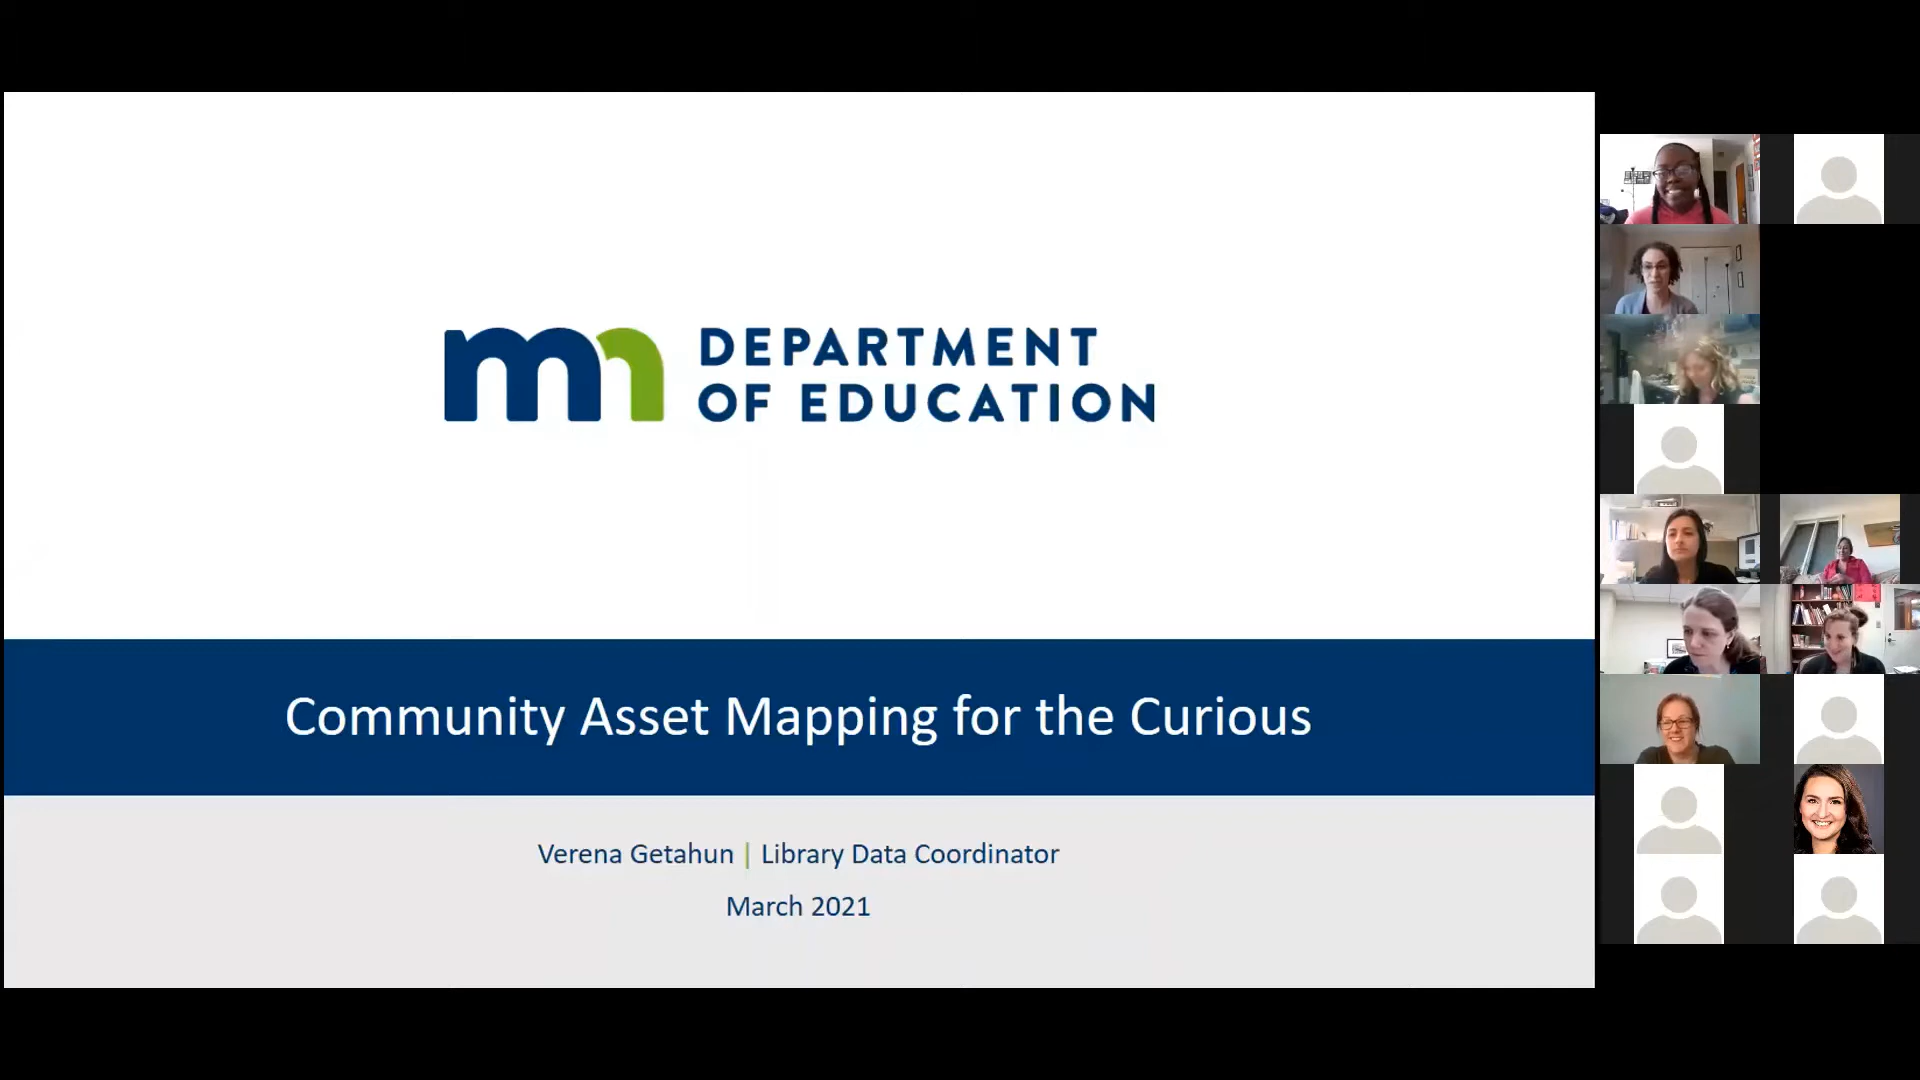 mn
DEPARTMENT
OF EDUCATION
Community Asset Mapping for the Curious
Verena Getahun | Library Data Coordinator
March 2021